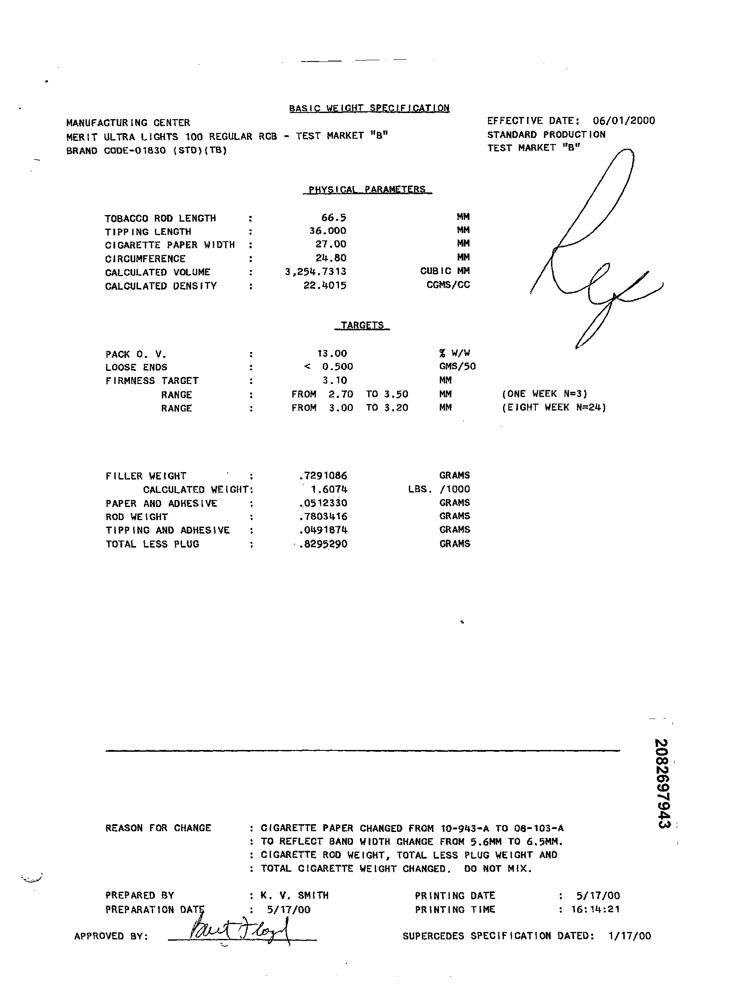 BASIC WEIGHT SPECIFICATION
MANUFACTURING CENTER EFFECTIVE DATE: 06/01/2000
MERIT ULTRA LIGHTS 100 REGULAR RCB - TEST MARKET "B" STANDARD PRODUCTION
BRAND CODE-01830 (STD)(TB) TEST MARKET "B"
PHYSICAL PARAMETERS
TOBACCO ROD LENGTH : 66.5 MM
TIPPING LENGTH : 36.000 MM
CIGARETTE PAPER WIDTH : 27.00 MM
CIRCUMFERENCE : 24.80 MM
CALCULATED VOLUME : 3,254.7313 CUBIC MM
CALCULATED DENSITY : 22.4015 CGMS/CC
TARGETS
PACK O. V. : 13.00 % W/W
LOOSE ENDS : < 0.500 GMS/50
FIRMNESS TARGET : 3.10 MM
RANGE : FROM 2.70 TO 3.50 MM (ONE WEEK N=3)
RANGE : FROM 3.00 TO 3.20 MM (EIGHT WEEK N=24)
FILLER WEIGHT : .7291086 GRAMS
CALCULATED WEIGHT: 1.6074 LBS. /1000
PAPER AND ADHESIVE : .0512330 GRAMS
ROD WEIGHT : .7803416 GRAMS
TIPPING AND ADHESIVE : .0491874 GRAMS
TOTAL LESS PLUG : .8295290 GRAMS
2082697943
REASON FOR CHANGE : CIGARETTE PAPER CHANGED FROM 10-943-A TO 08-103-A
: TO REFLECT BAND WIDTH CHANGE FROM 5.6MM TO 6.5MM.
: CIGARETTE ROD WEIGHT, TOTAL LESS PLUG WEIGHT AND
: TOTAL CIGARETTE WEIGHT CHANGED. DO NOT MIX.
PREPARED BY : K. V. SMITH PRINTING DATE : 5/17/00
PREPARATION DATE : 5/17/00 PRINTING TIME : 16:14:21
APPROVED BY: SUPERCEDES SPECIFICATION DATED: 1/17/00